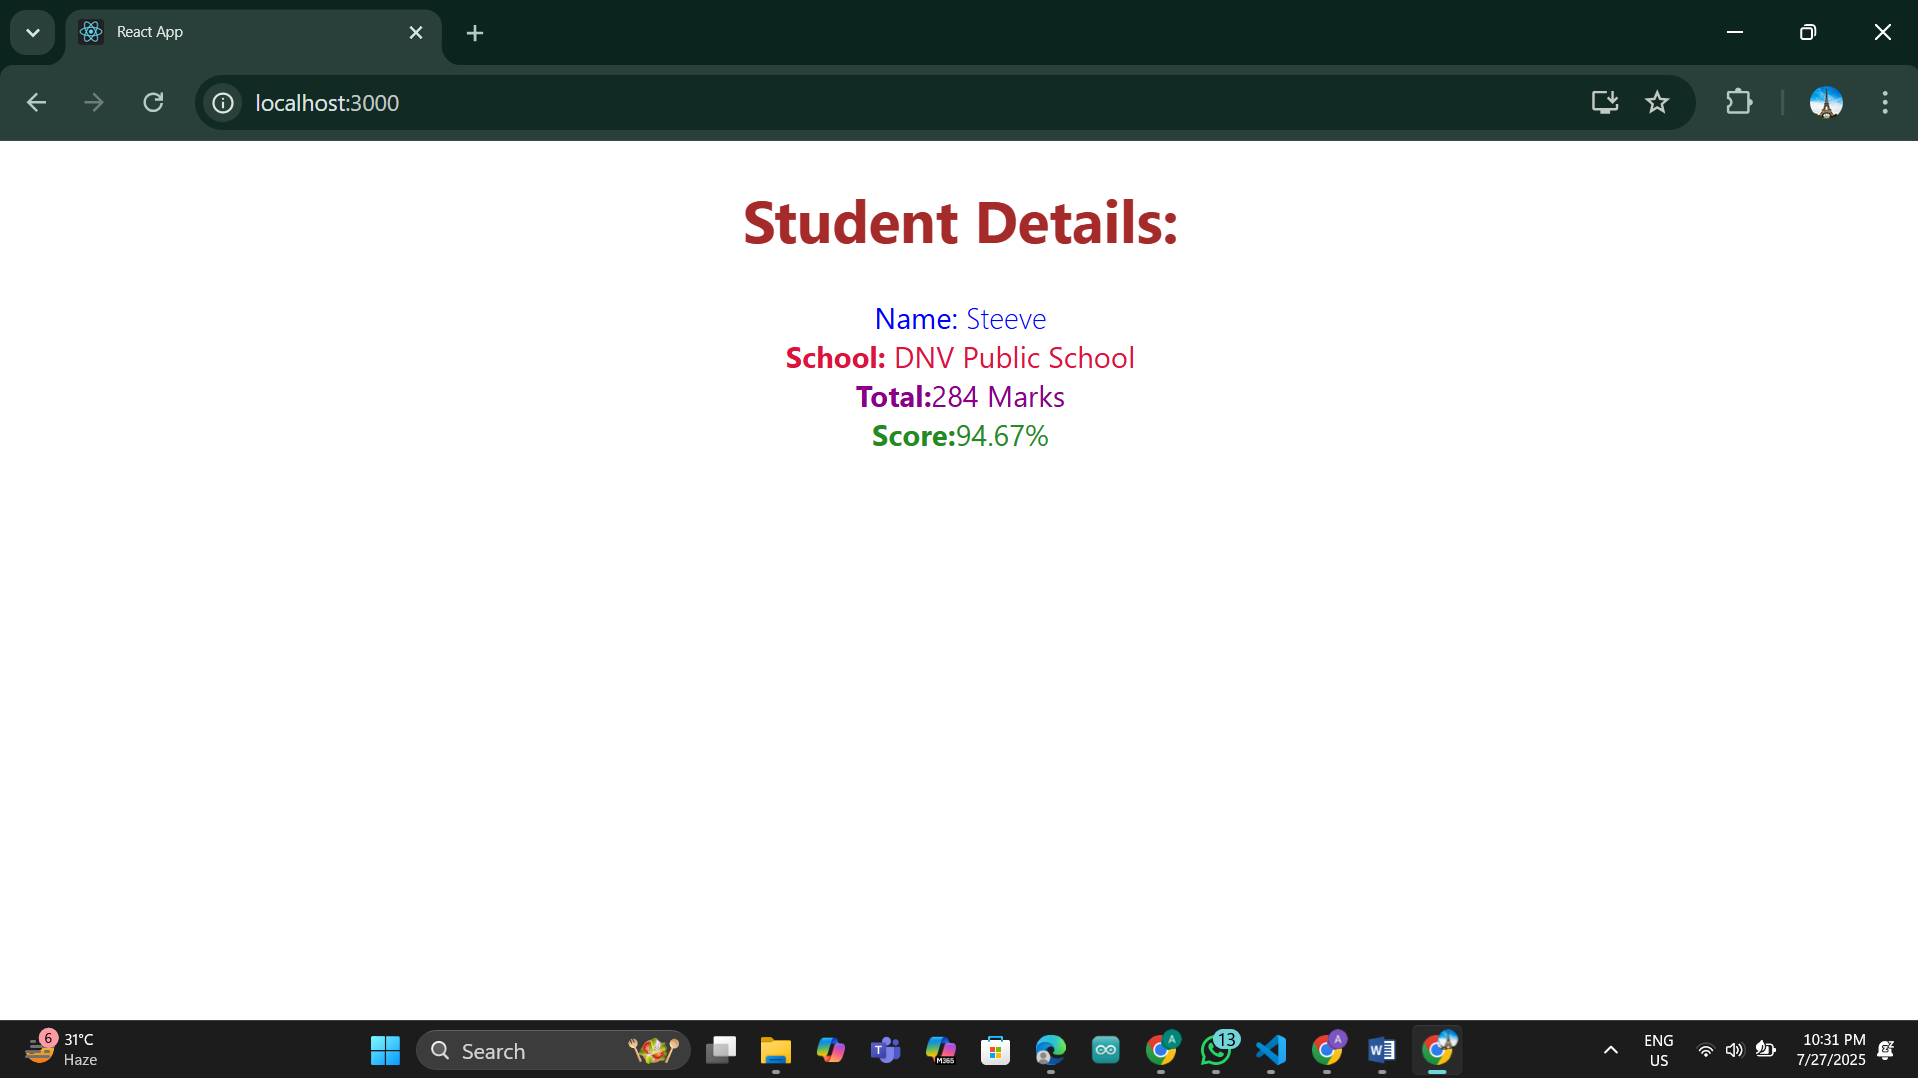 React App
localhost:3000
Student Details:
Name: Steeve
School: DNV Public School
Total:284 Marks
Score:94.67%
6
31°C
Haze
Search
T
M365
A
13
A
W
ENG
US
10:31 PM
7/27/2025